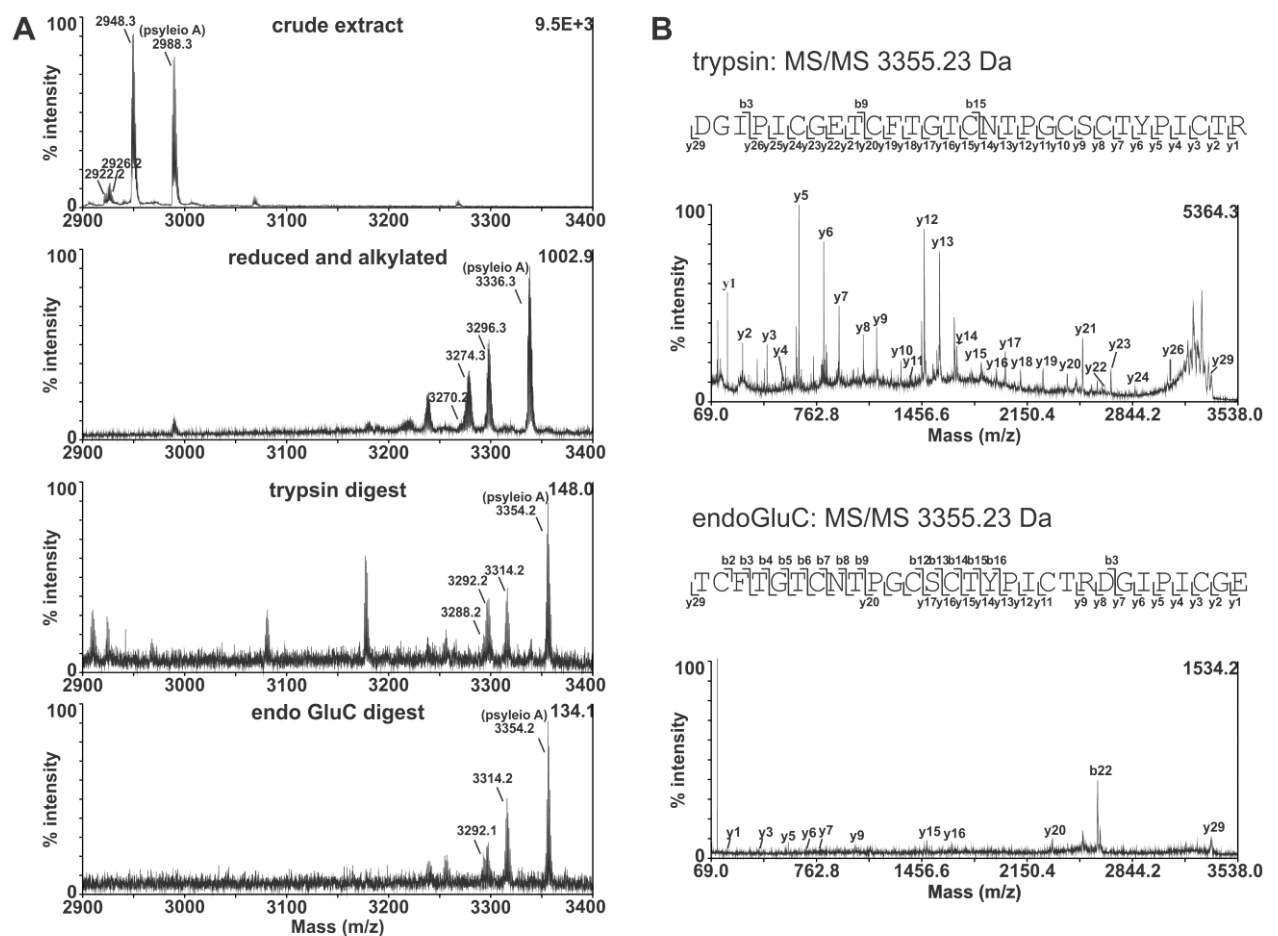 A
100
2948.3
(psyleio A)
2988.3
crude extract
9.5E+3
% intensity
2926.2
2922.2
0
2900
3000
3100
3200
3300
3400
100
reduced and alkylated
1002.9
(psyleio A)
3336.3
% intensity
3296.3
3274.3
3270.2
0
2900
3000
3100
3200
3300
3400
100
trypsin digest
148.0
(psyleio A)
3354.2
% intensity
3292.2
3314.2
3288.2
0
2900
3000
3100
3200
3300
3400
100
endo GluC digest
134.1
(psyleio A)
3354.2
% intensity
3314.2
3292.1
0
2900
3000
3100
3200
3300
3400
Mass (m/z)
B
trypsin: MS/MS 3355.23 Da
b3 b9 b15
DGIPICGETCFTGTCNTPGCSCTYPICTR
y29 y26 y25 y24 y23 y22 y21 y20 y19 y18 y17 y16 y15 y14 y13 y12 y11 y10 y9 y8 y7 y6 y5 y4 y3 y2 y1
100
5364.3
% intensity
y1
y2
y3
y4
y5
y6
y7
y8
y9
y10
y11
y12
y13
y14
y15
y16
y17
y18
y19
y20
y21
y22
y23
y24
y26
y29
0
69.0
762.8
1456.6
2150.4
2844.2
3538.0
Mass (m/z)
endoGluC: MS/MS 3355.23 Da
b2 b3 b4 b5 b6 b7 b8 b9 b12 b13 b14 b15 b16 b3
TCFTGTCNTPGCSCTYPICTRDGIPICGE
y29 y20 y17 y16 y15 y14 y13 y12 y11 y9 y8 y7 y6 y5 y4 y3 y2 y1
100
1534.2
% intensity
y1
y3
y5
y6
y7
y9
y15
y16
y20
b22
y29
0
69.0
762.8
1456.6
2150.4
2844.2
3538.0
Mass (m/z)